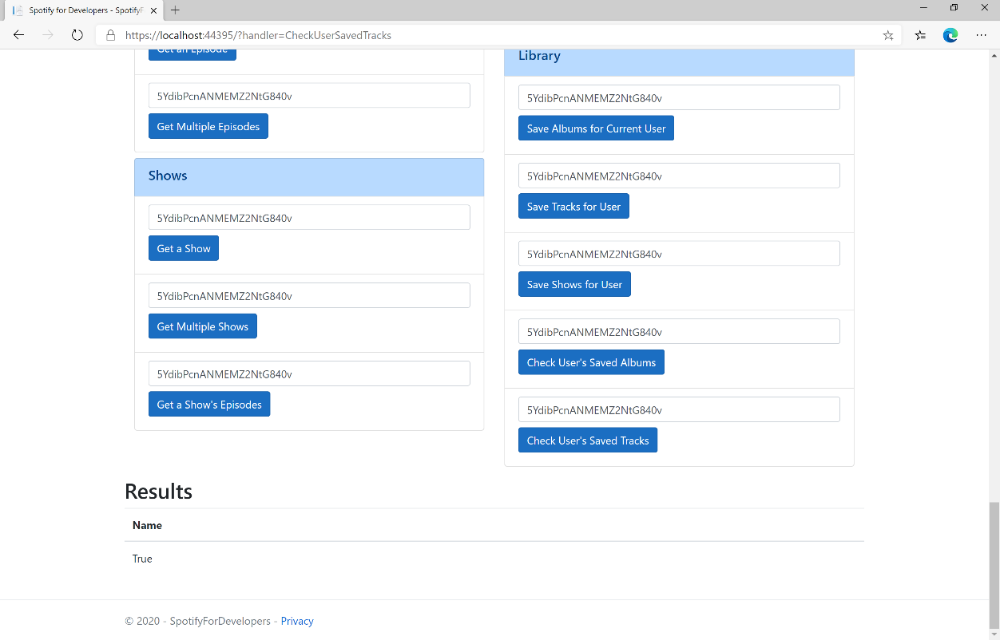 Spotify for Developers - SpotifyF
https://localhost:44395/?handler=CheckUserSavedTracks
Get an Episode
5YdibPcnANMEMZ2NtG840v
Get Multiple Episodes
Shows
5YdibPcnANMEMZ2NtG840v
Get a Show
5YdibPcnANMEMZ2NtG840v
Get Multiple Shows
5YdibPcnANMEMZ2NtG840v
Get a Show's Episodes
Library
5YdibPcnANMEMZ2NtG840v
Save Albums for Current User
5YdibPcnANMEMZ2NtG840v
Save Tracks for User
5YdibPcnANMEMZ2NtG840v
Save Shows for User
5YdibPcnANMEMZ2NtG840v
Check User's Saved Albums
5YdibPcnANMEMZ2NtG840v
Check User's Saved Tracks
Results
Name
True
© 2020 - SpotifyForDevelopers - Privacy